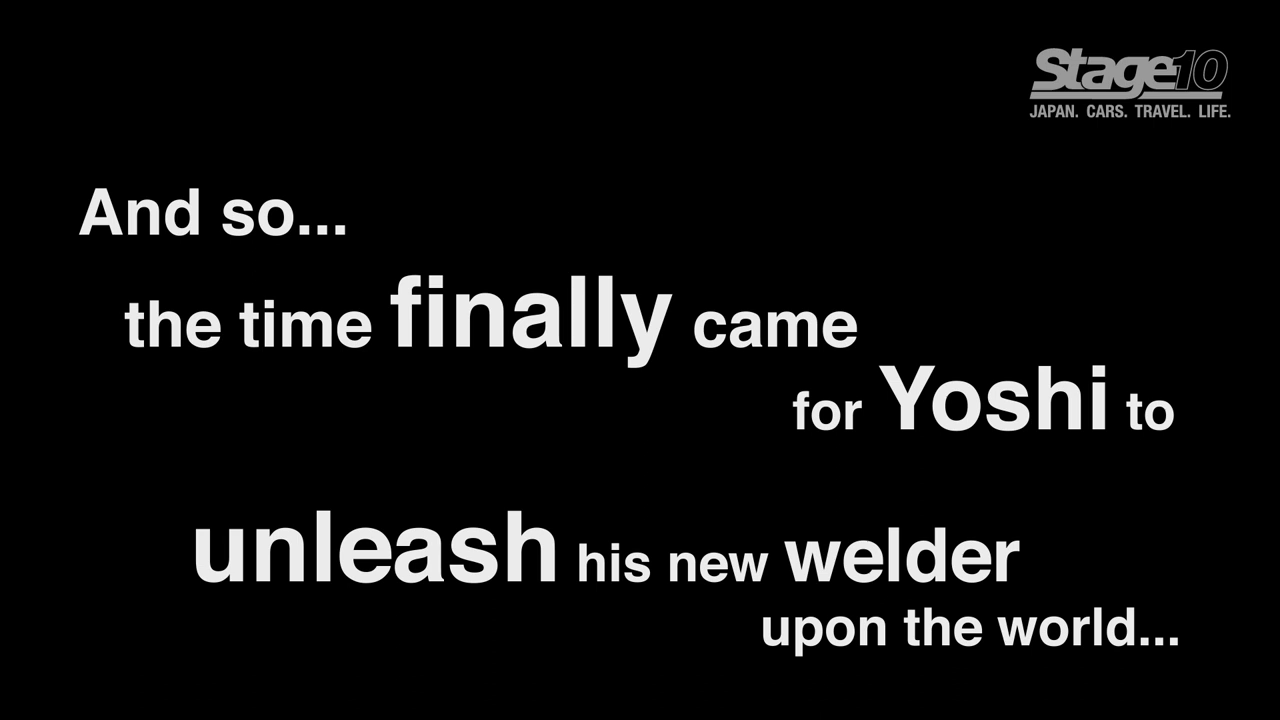 Stage10
JAPAN. CARS. TRAVEL. LIFE.
And so...
the time finally came
for Yoshi to
unleash his new welder
upon the world...